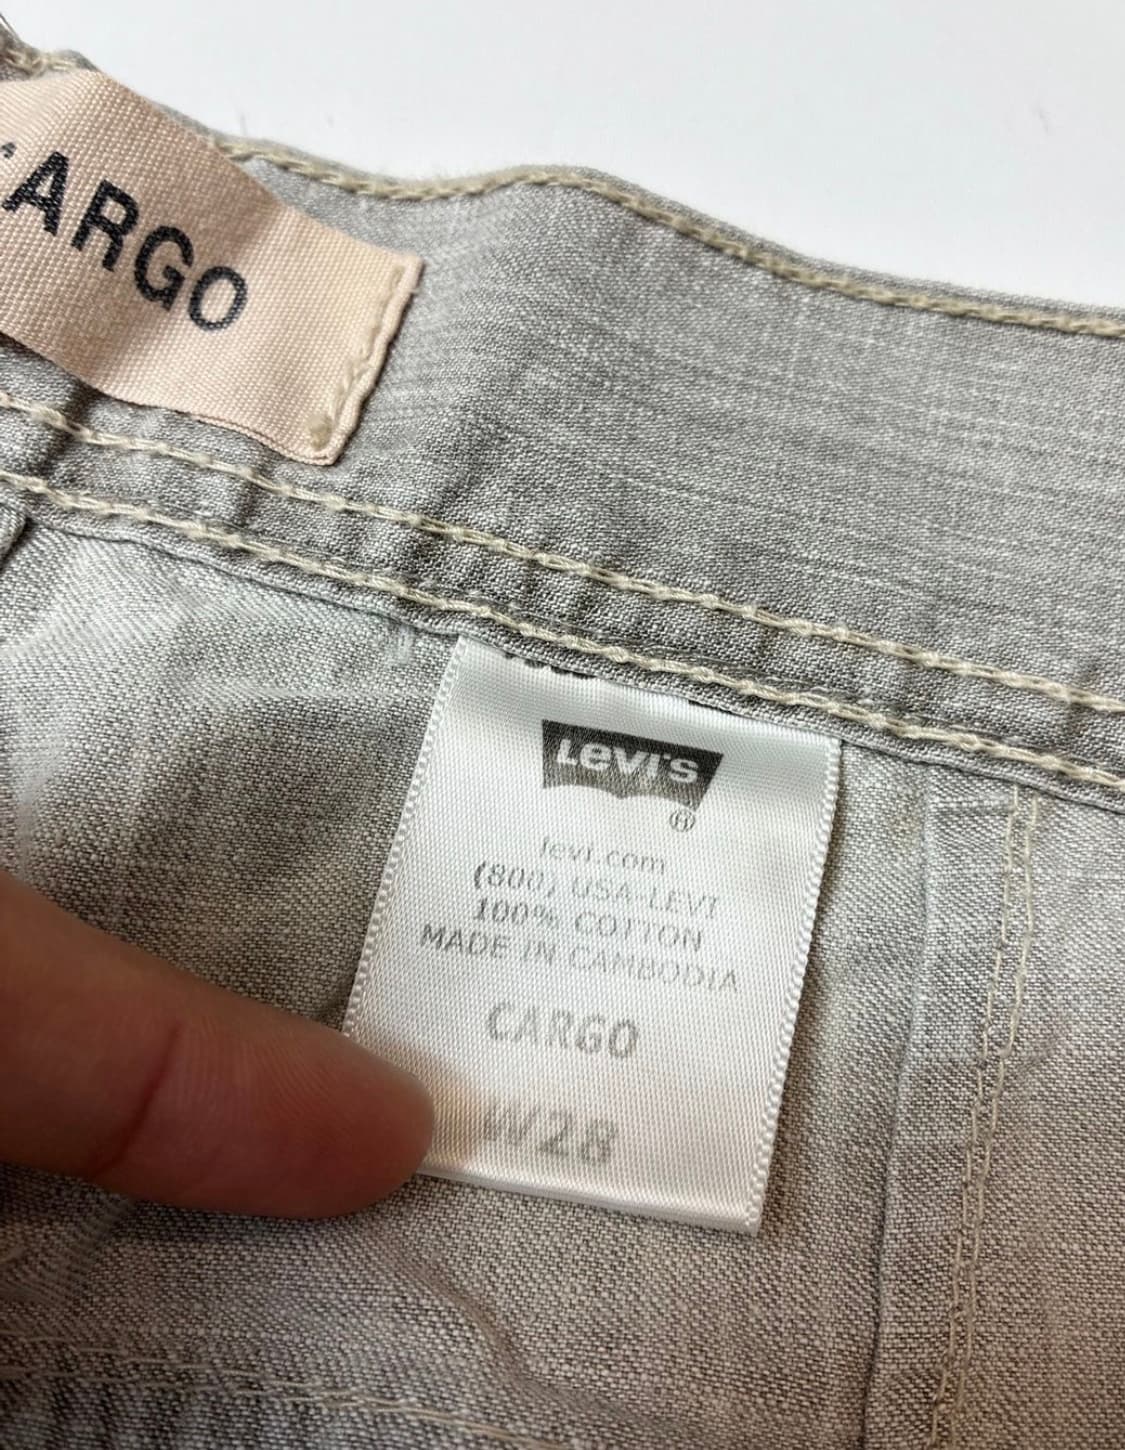 ARGO
Levi's
®
levi.com
(800) USA-LEVI
100% COTTON
MADE IN CAMBODIA
CARGO
W28